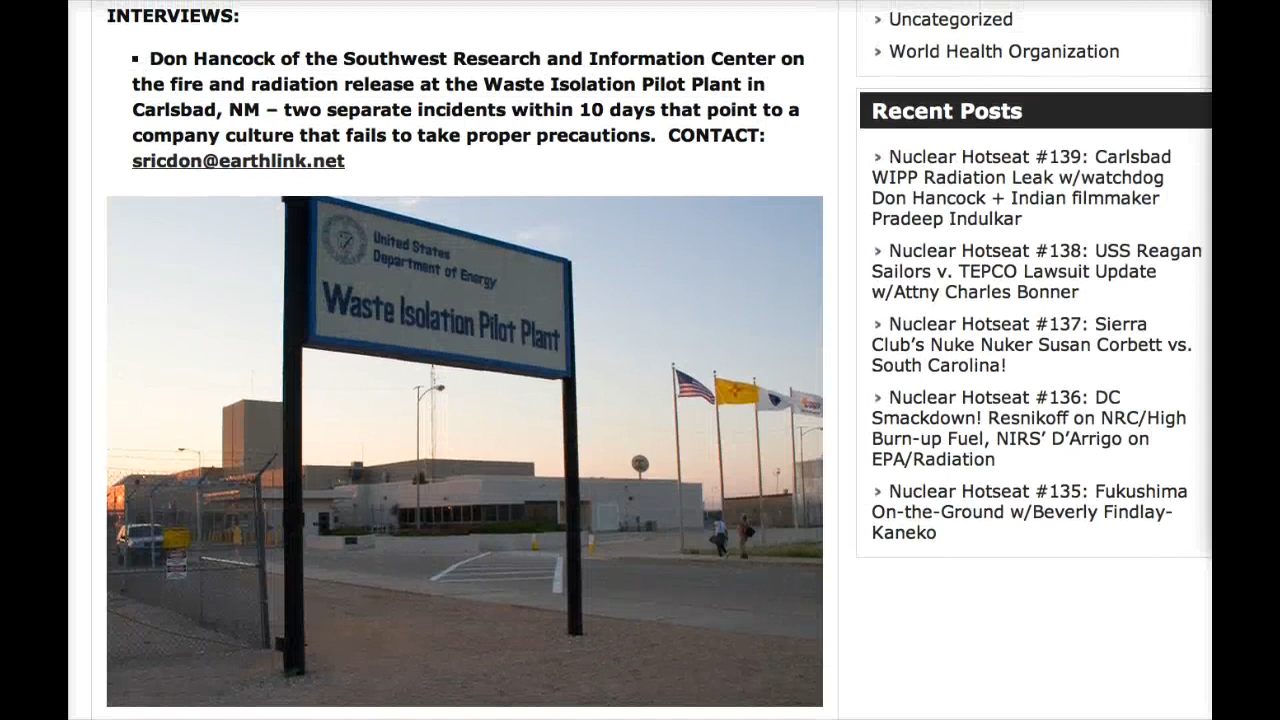 INTERVIEWS:
▪ Don Hancock of the Southwest Research and Information Center on
the fire and radiation release at the Waste Isolation Pilot Plant in
Carlsbad, NM – two separate incidents within 10 days that point to a
company culture that fails to take proper precautions.  CONTACT:
sricdon@earthlink.net
United States
Department of Energy
Waste Isolation Pilot Plant
› Uncategorized
› World Health Organization
Recent Posts
› Nuclear Hotseat #139: Carlsbad
WIPP Radiation Leak w/watchdog
Don Hancock + Indian filmmaker
Pradeep Indulkar
› Nuclear Hotseat #138: USS Reagan
Sailors v. TEPCO Lawsuit Update
w/Attny Charles Bonner
› Nuclear Hotseat #137: Sierra
Club’s Nuke Nuker Susan Corbett vs.
South Carolina!
› Nuclear Hotseat #136: DC
Smackdown! Resnikoff on NRC/High
Burn-up Fuel, NIRS’ D’Arrigo on
EPA/Radiation
› Nuclear Hotseat #135: Fukushima
On-the-Ground w/Beverly Findlay-
Kaneko